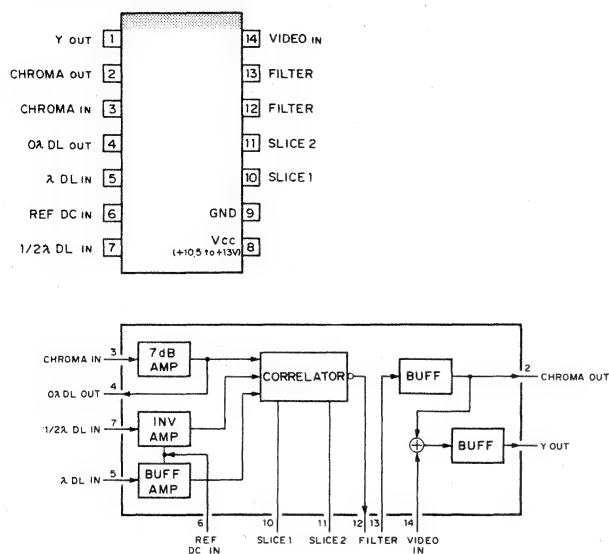 Y OUT 1 14 VIDEO IN
CHROMA OUT 2 13 FILTER
CHROMA IN 3 12 FILTER
0λ DL OUT 4 11 SLICE 2
λ DL IN 5 10 SLICE 1
REF DC IN 6 GND 9
1/2λ DL IN 7 VCC 8
(+10.5 to +13V)
CHROMA IN 3 7dB AMP
0λ DL OUT 4
CORRELATOR
BUFF 2 CHROMA OUT
1/2λ DL IN 7 INV AMP
BUFF Y OUT
λ DL IN 5 BUFF AMP
6 10 11 12 13 14
REF DC IN SLICE 1 SLICE 2 FILTER VIDEO IN